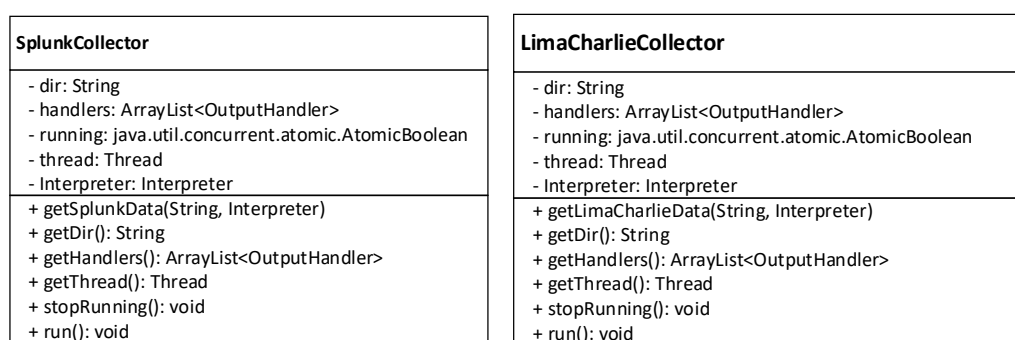 SplunkCollector
- dir: String
- handlers: ArrayList<OutputHandler>
- running: java.util.concurrent.atomic.AtomicBoolean
- thread: Thread
- Interpreter: Interpreter
+ getSplunkData(String, Interpreter)
+ getDir(): String
+ getHandlers(): ArrayList<OutputHandler>
+ getThread(): Thread
+ stopRunning(): void
+ run(): void
LimaCharlieCollector
- dir: String
- handlers: ArrayList<OutputHandler>
- running: java.util.concurrent.atomic.AtomicBoolean
- thread: Thread
- Interpreter: Interpreter
+ getLimaCharlieData(String, Interpreter)
+ getDir(): String
+ getHandlers(): ArrayList<OutputHandler>
+ getThread(): Thread
+ stopRunning(): void
+ run(): void